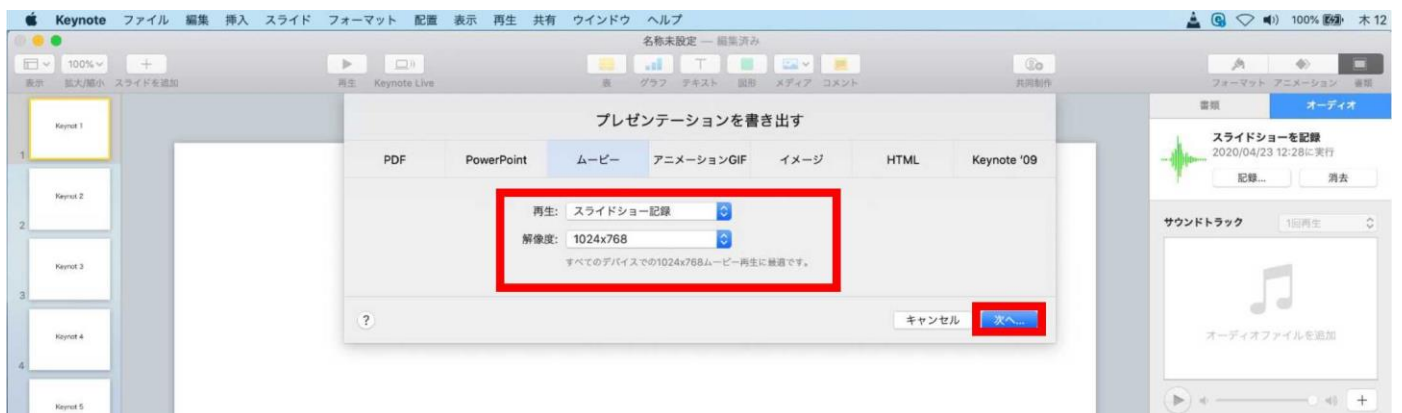 Keynote ファイル 編集 挿入 スライド フォーマット 配置 表示 再生 共有 ウインドウ ヘルプ 100% 木 12
名称未設定 — 編集済み
100%
表示 拡大/縮小 スライドを追加 再生 Keynote Live 表 グラフ テキスト 図形 メディア コメント 共同制作 フォーマット アニメーション 書類
プレゼンテーションを書き出す
PDF PowerPoint ムービー アニメーションGIF イメージ HTML Keynote '09
再生: スライドショー記録
解像度: 1024x768
すべてのデバイスでの1024x768ムービー再生に最適です。
? キャンセル 次へ...
書類 オーディオ
スライドショーを記録
2020/04/23 12:28に実行
記録... 消去
サウンドトラック 1回再生
オーディオファイルを追加
Keynot 1
1
Keynot 2
2
Keynot 3
3
Keynot 4
4
Keynot 5